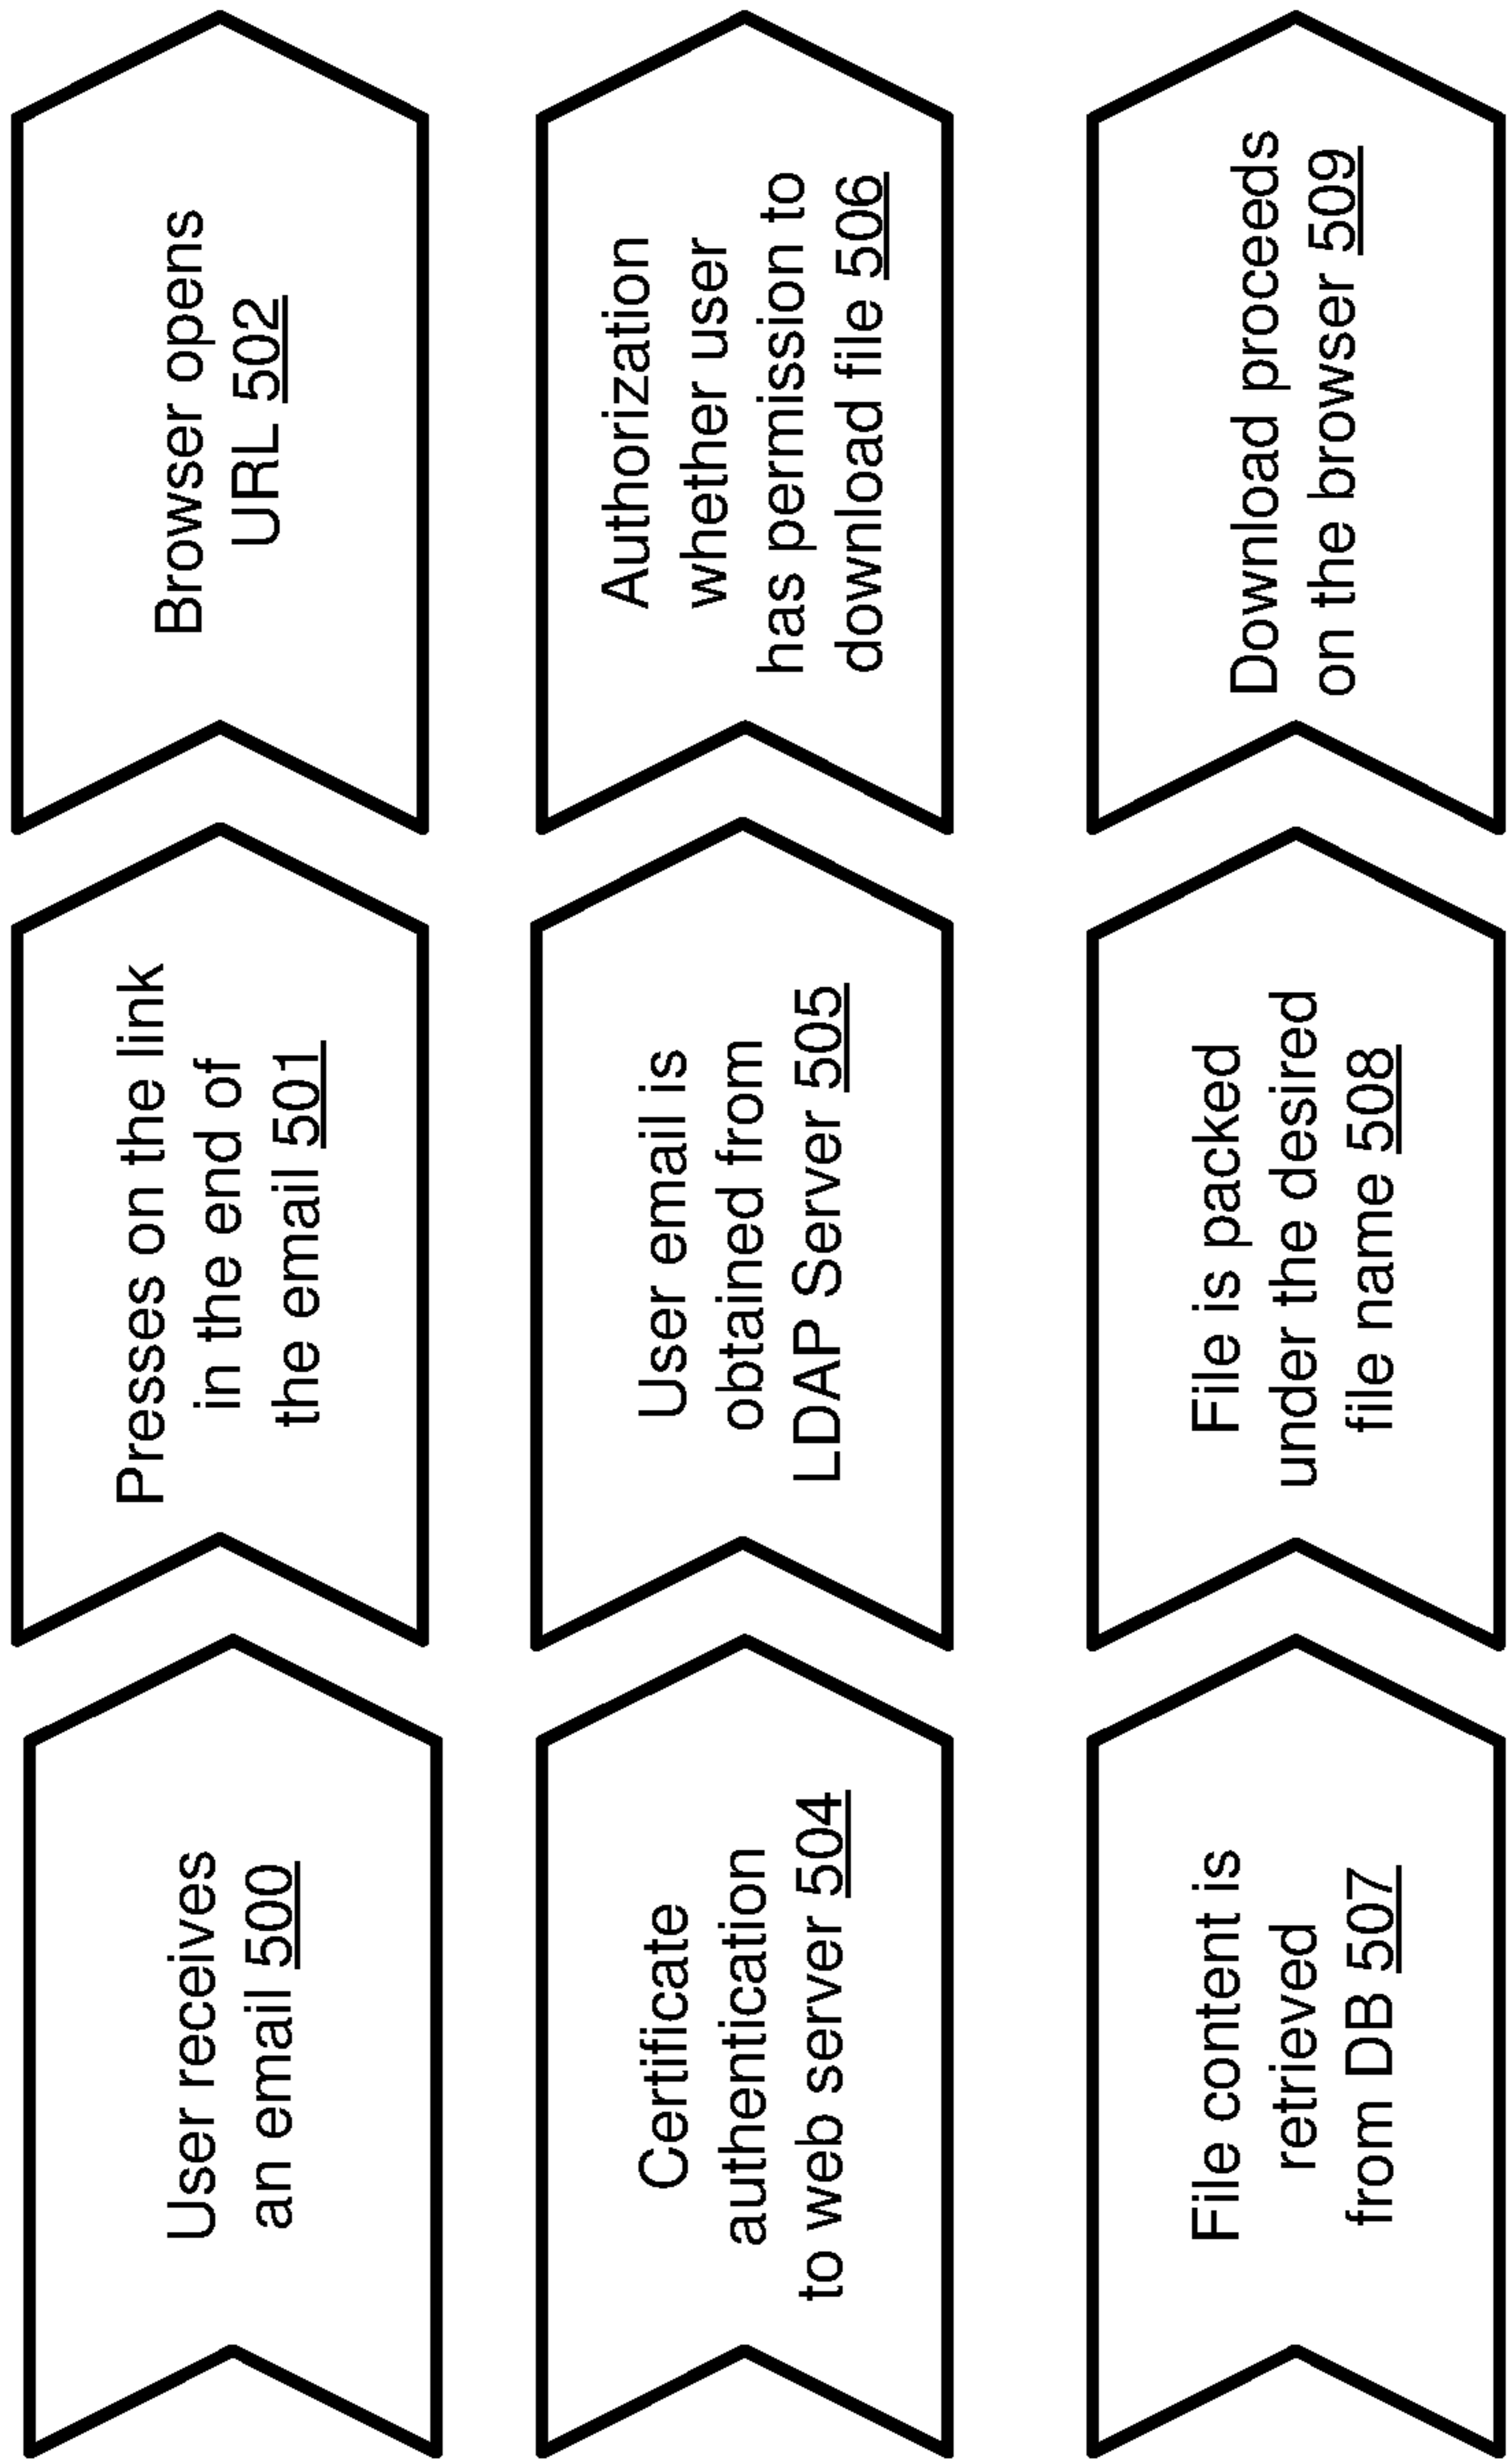 User receives
an email 500
Presses on the link
in the end of
the email 501
Browser opens
URL 502
Certificate
authentication
to web server 504
User email is
obtained from
LDAP Server 505
Authorization
whether user
has permission to
download file 506
File content is
retrieved
from DB 507
File is packed
under the desired
file name 508
Download proceeds
on the browser 509